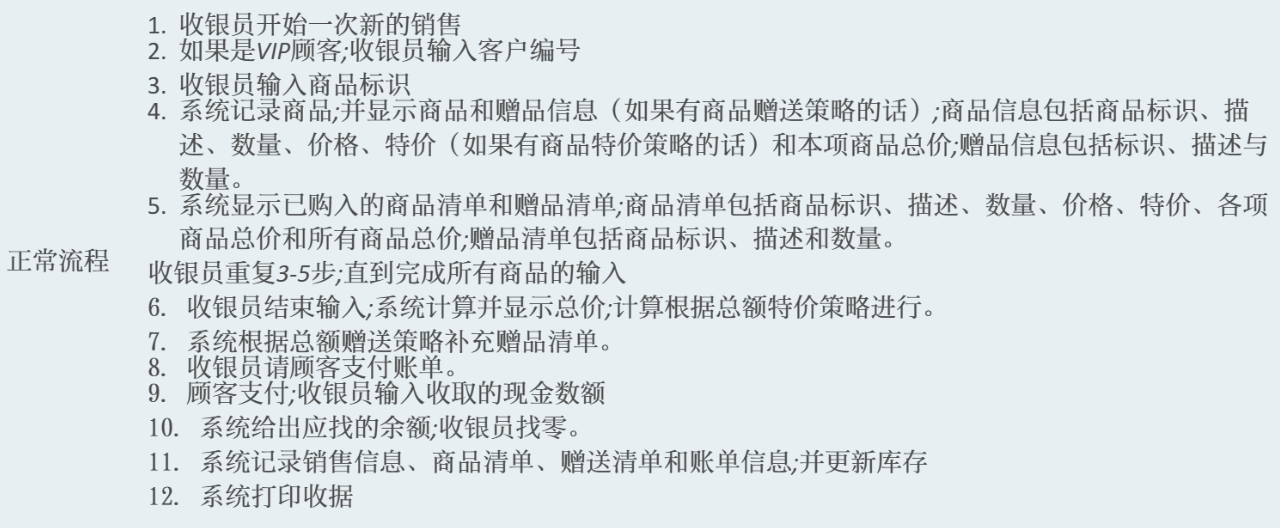 正常流程
1. 收银员开始一次新的销售
2. 如果是VIP顾客;收银员输入客户编号
3. 收银员输入商品标识
4. 系统记录商品;并显示商品和赠品信息（如果有商品赠送策略的话）;商品信息包括商品标识、描
述、数量、价格、特价（如果有商品特价策略的话）和本项商品总价;赠品信息包括标识、描述与
数量。
5. 系统显示已购入的商品清单和赠品清单;商品清单包括商品标识、描述、数量、价格、特价、各项
商品总价和所有商品总价;赠品清单包括商品标识、描述和数量。
收银员重复3-5步;直到完成所有商品的输入
6. 收银员结束输入;系统计算并显示总价;计算根据总额特价策略进行。
7. 系统根据总额赠送策略补充赠品清单。
8. 收银员请顾客支付账单。
9. 顾客支付;收银员输入收取的现金数额
10. 系统给出应找的余额;收银员找零。
11. 系统记录销售信息、商品清单、赠送清单和账单信息;并更新库存
12. 系统打印收据